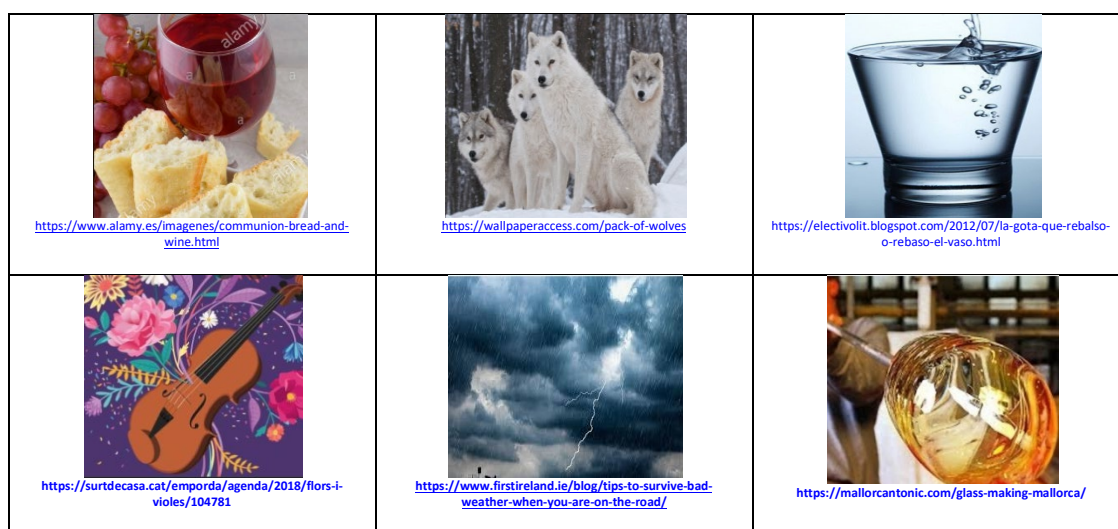 alamy
a
a
a
alamy
https://www.alamy.es/imagenes/communion-bread-and-
wine.html
https://wallpaperaccess.com/pack-of-wolves
https://electivolit.blogspot.com/2012/07/la-gota-que-rebalso-
o-rebaso-el-vaso.html
https://surtdecasa.cat/emporda/agenda/2018/flors-i-
violes/104781
https://www.firstireland.ie/blog/tips-to-survive-bad-
weather-when-you-are-on-the-road/
https://mallorcantonic.com/glass-making-mallorca/